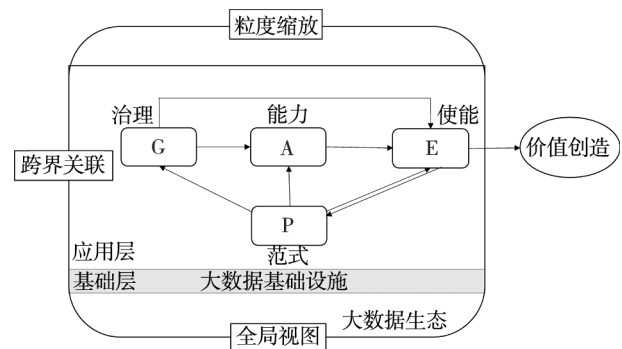 粒度缩放
治理
能力
使能
G
A
E
价值创造
跨界关联
P
范式
应用层
基础层
大数据基础设施
大数据生态
全局视图